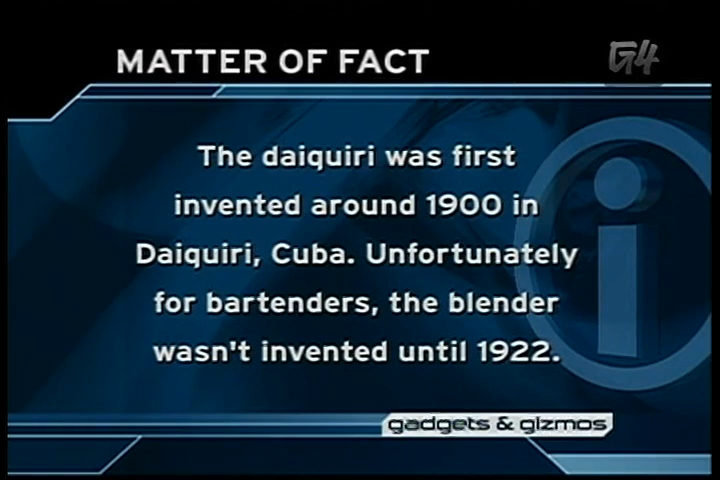 MATTER OF FACT
G4
The daiquiri was first
invented around 1900 in
Daiquiri, Cuba. Unfortunately
for bartenders, the blender
wasn't invented until 1922.
gadgets & gizmos